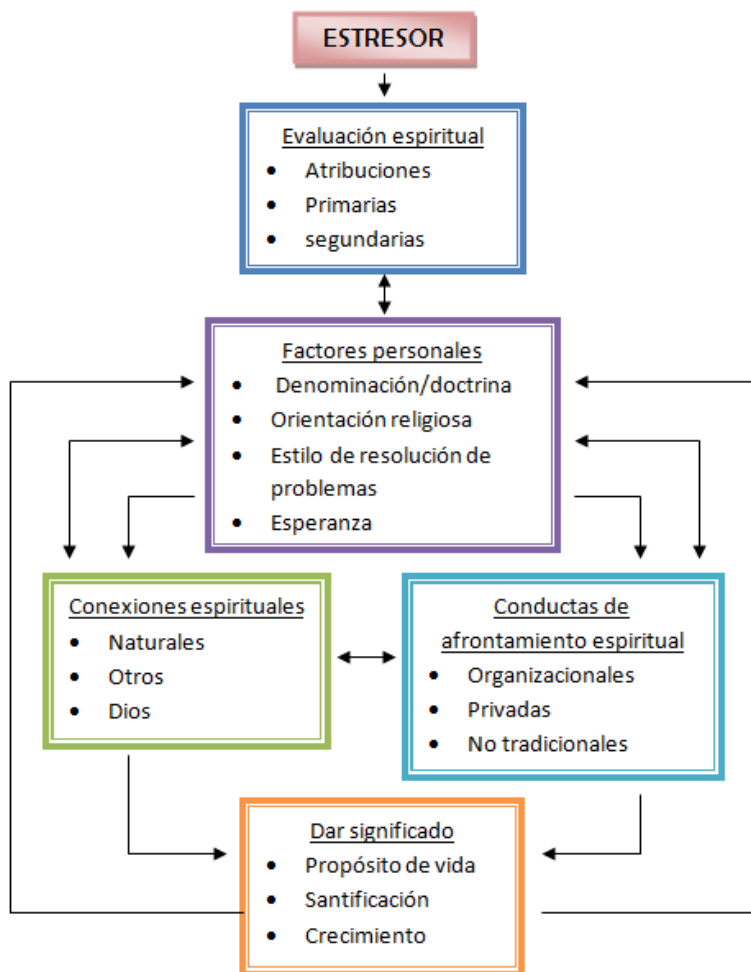 ESTRESOR
Evaluación espiritual
• Atribuciones
• Primarias
• segundarias
Factores personales
• Denominación/doctrina
• Orientación religiosa
• Estilo de resolución de
problemas
• Esperanza
Conexiones espirituales
• Naturales
• Otros
• Dios
Conductas de
afrontamiento espiritual
• Organizacionales
• Privadas
• No tradicionales
Dar significado
• Propósito de vida
• Santificación
• Crecimiento